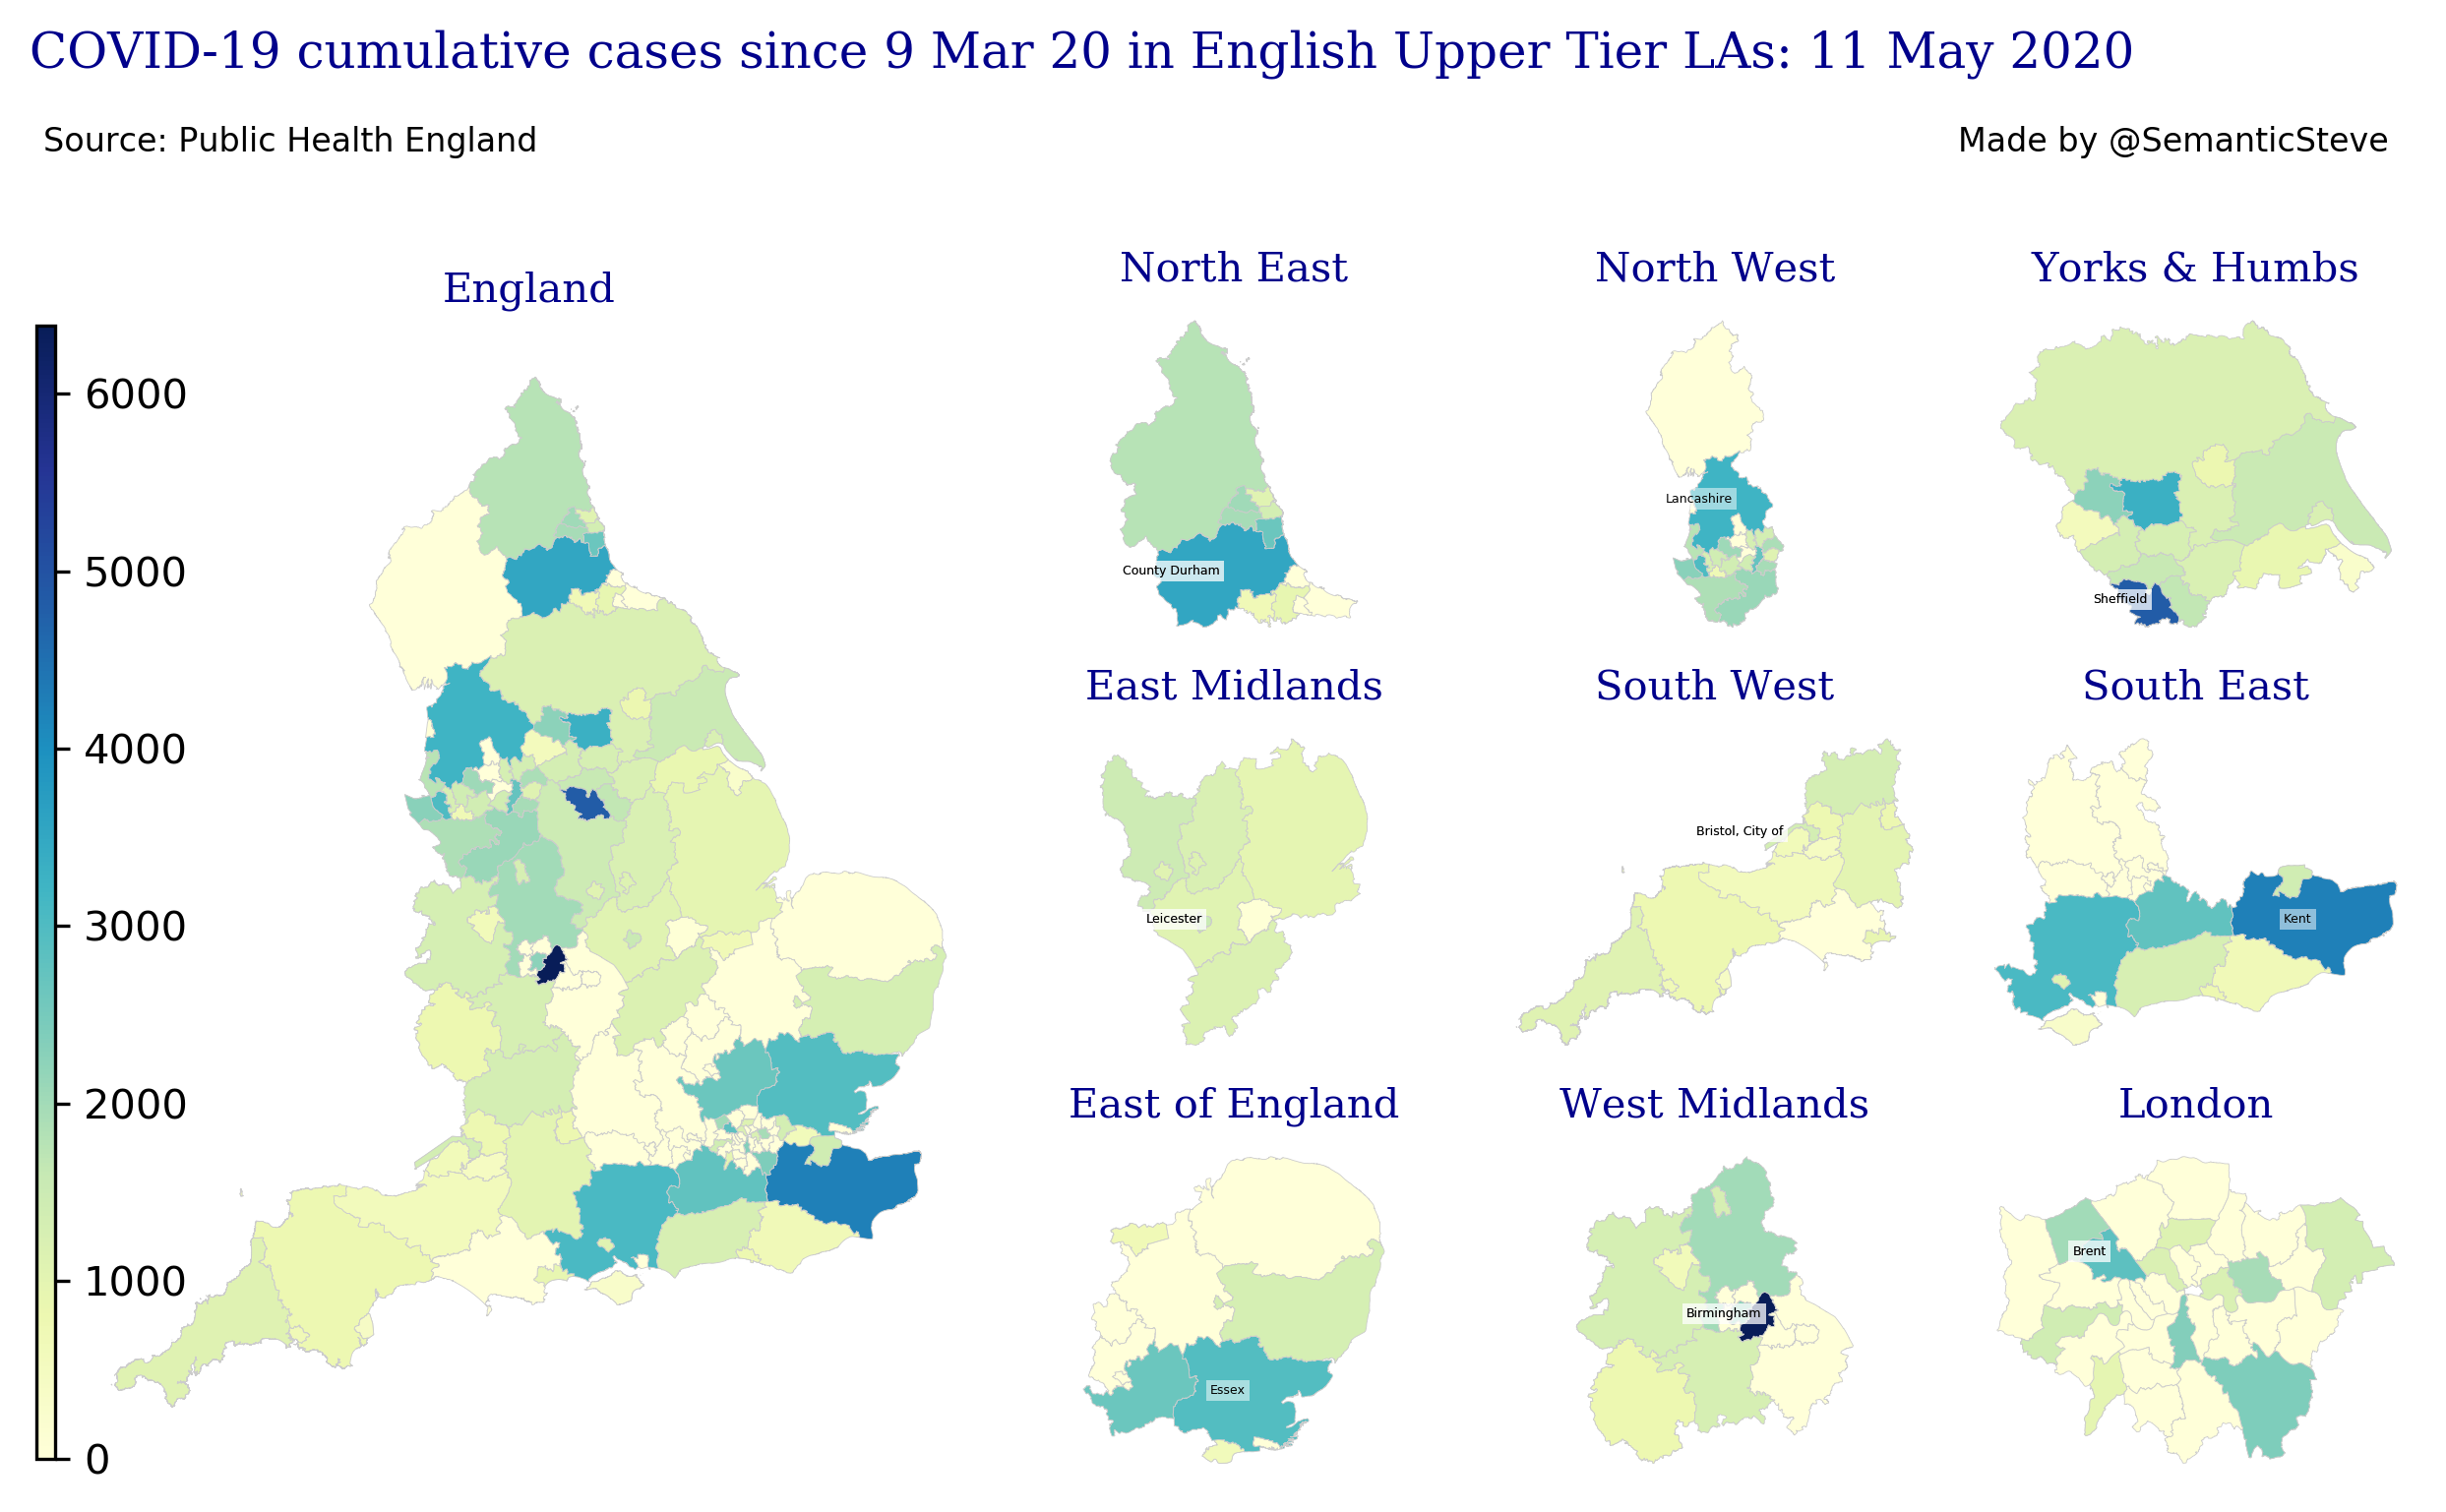 COVID-19 cumulative cases since 9 Mar 20 in English Upper Tier LAs: 11 May 2020
Source: Public Health England
Made by @SemanticSteve
England
North East
North West
Yorks & Humbs
6000
5000
4000
3000
2000
1000
0
County Durham
Lancashire
Sheffield
East Midlands
South West
South East
Leicester
Bristol, City of
Kent
East of England
West Midlands
London
Essex
Birmingham
Brent